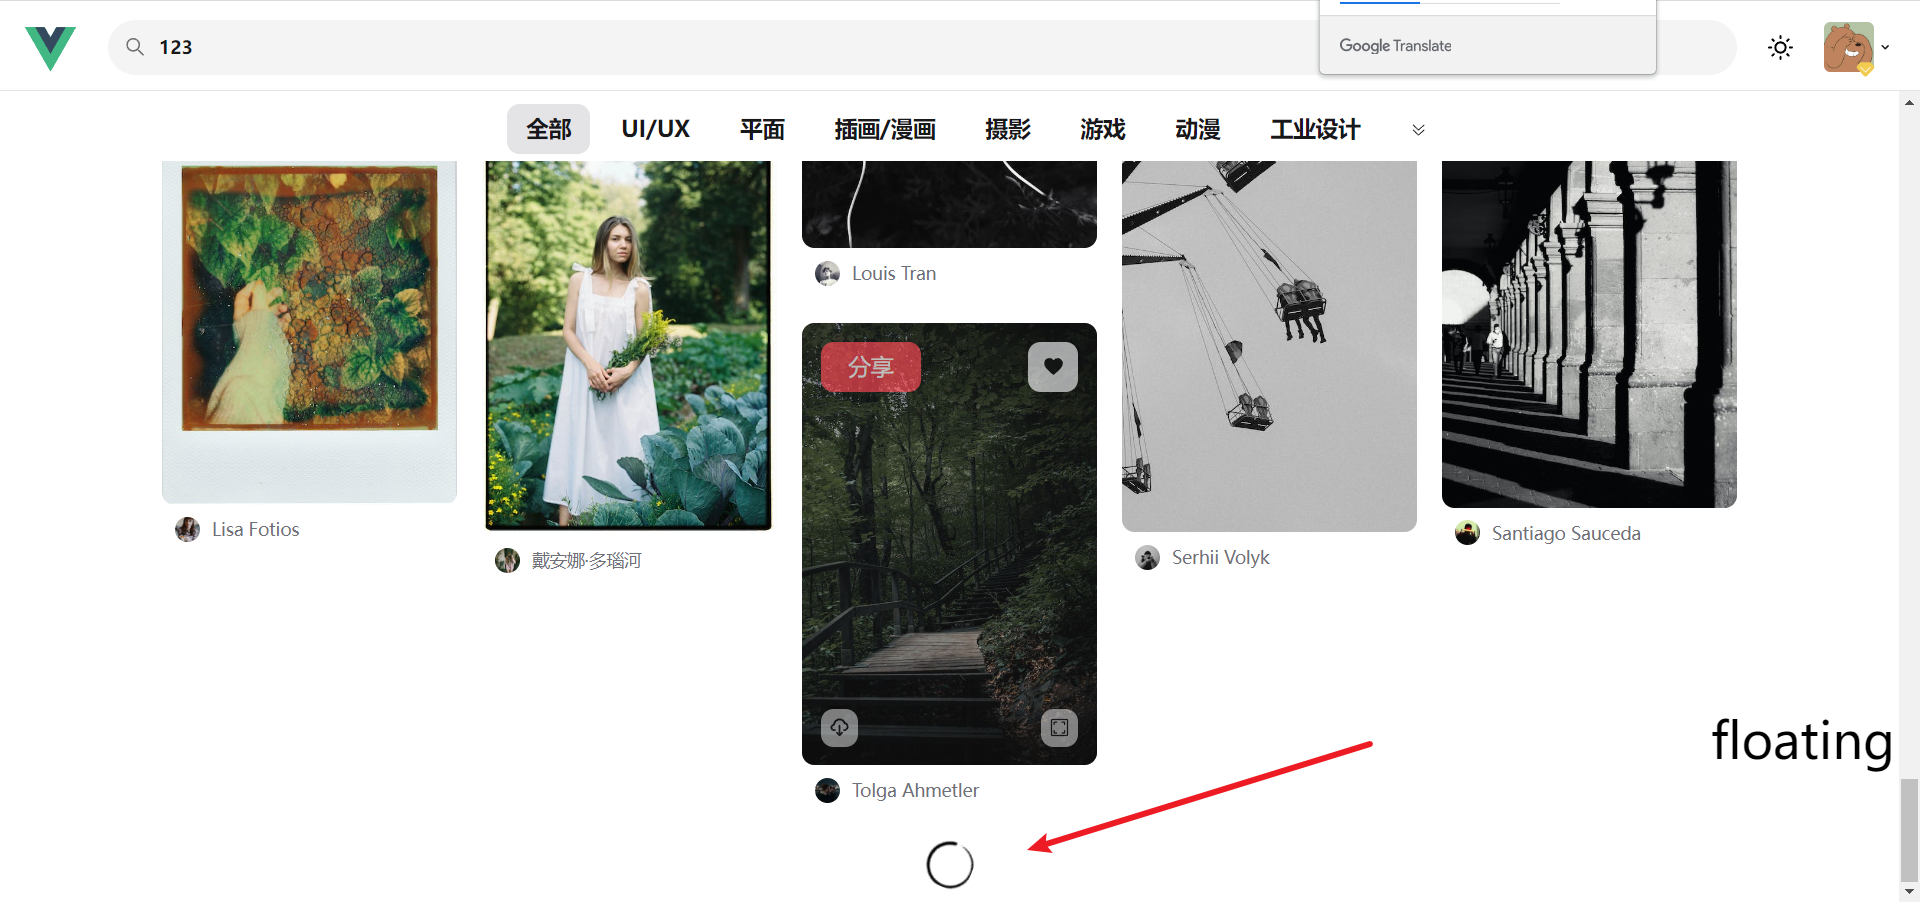 123
Google Translate
全部 UI/UX 平面 插画/漫画 摄影 游戏 动漫 工业设计
Louis Tran
分享
Lisa Fotios
戴安娜·多瑙河
Serhii Volyk
Santiago Sauceda
floating
Tolga Ahmetler